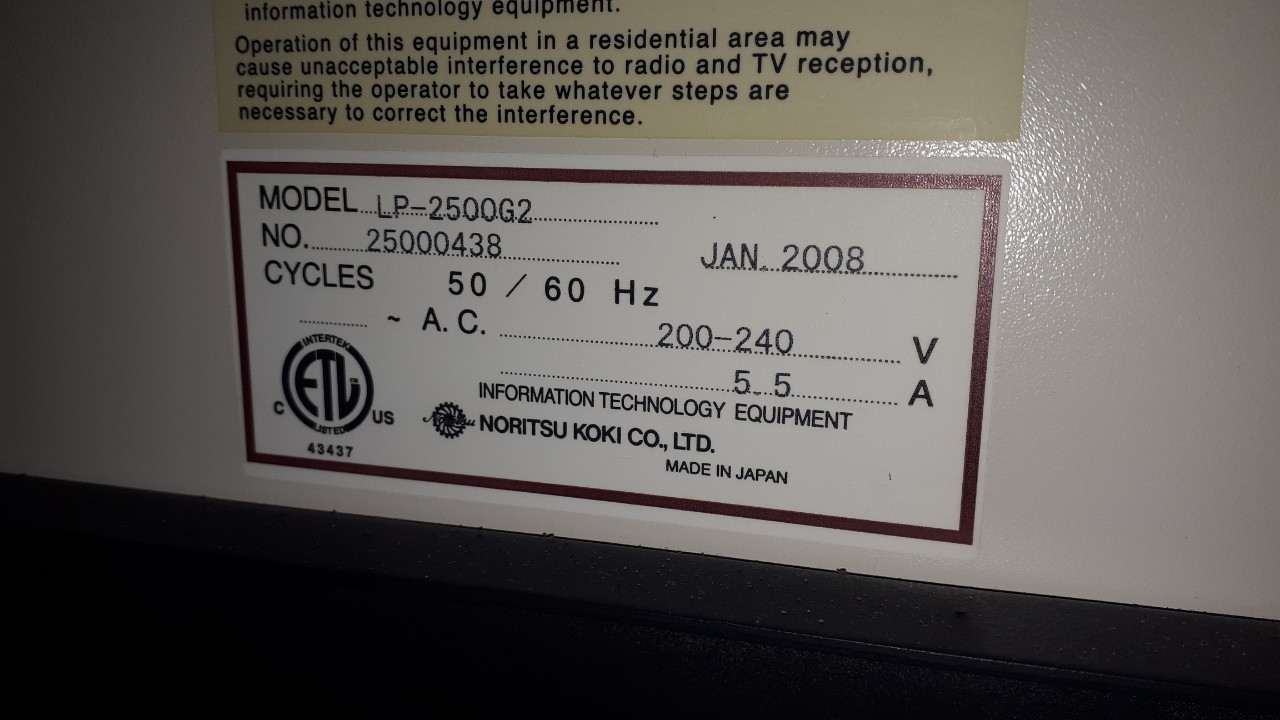 information technology equipment.
Operation of this equipment in a residential area may
cause unacceptable interference to radio and TV reception,
requiring the operator to take whatever steps are
necessary to correct the interference.
MODEL LP-2500G2
NO. 25000438 JAN. 2008
CYCLES 50 / 60 Hz
~ A.C. 200-240 V
5.5 A
INTERTEK
ETL CM
LISTED
C US
43437
INFORMATION TECHNOLOGY EQUIPMENT
NORITSU KOKI CO., LTD.
MADE IN JAPAN